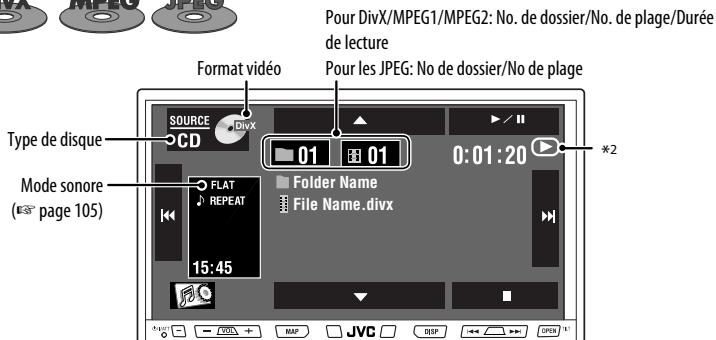 DivX
MPEG
JPEG
Pour DivX/MPEG1/MPEG2: No. de dossier/No. de plage/Durée
de lecture
Format vidéo
Pour les JPEG: No de dossier/No de plage
Type de disque
SOURCE
DivX
CD
01 01 0:01:20
*2
Mode sonore
(☞ page 105)
FLAT
REPEAT
Folder Name
File Name.divx
15:45
VOL
MAP
JVC
DISP
OPEN
TILT